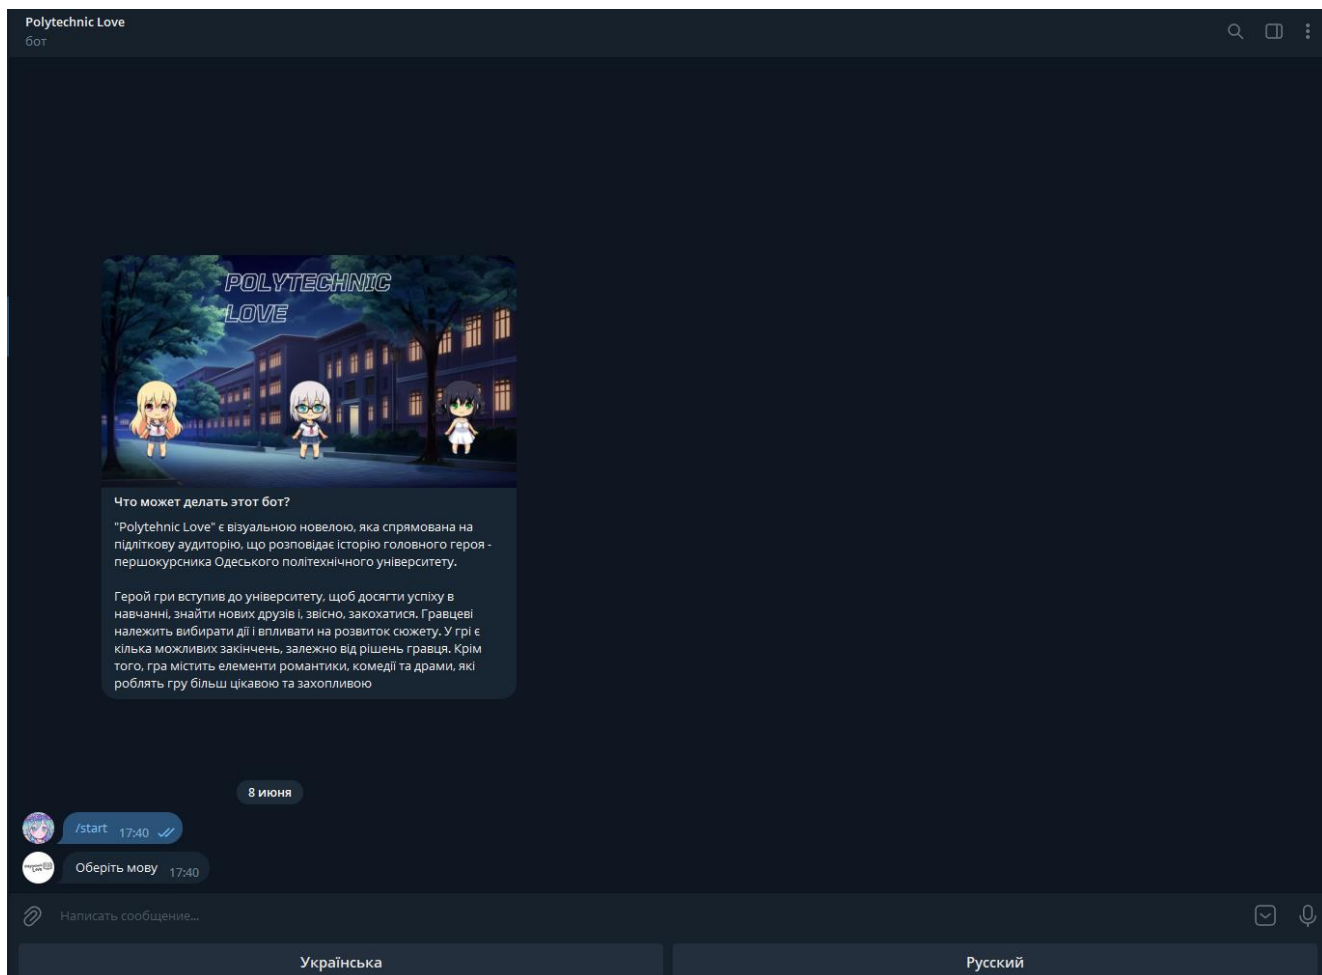 Polytechnic Love
бот
POLYTECHNIC
LOVE
Что может делать этот бот?
"Polytehnic Love" є візуальною новелою, яка спрямована на
підліткову аудиторію, що розповідає історію головного героя -
першокурсника Одеського політехнічного університету.
Герой гри вступив до університету, щоб досягти успіху в
навчанні, знайти нових друзів і, звісно, закохатися. Гравцеві
належить вибирати дії і впливати на розвиток сюжету. У грі є
кілька можливих закінчень, залежно від рішень гравця. Крім
того, гра містить елементи романтики, комедії та драми, які
роблять гру більш цікавою та захопливою
8 июня
/start 17:40
Оберіть мову 17:40
Написать сообщение...
Українська Русский